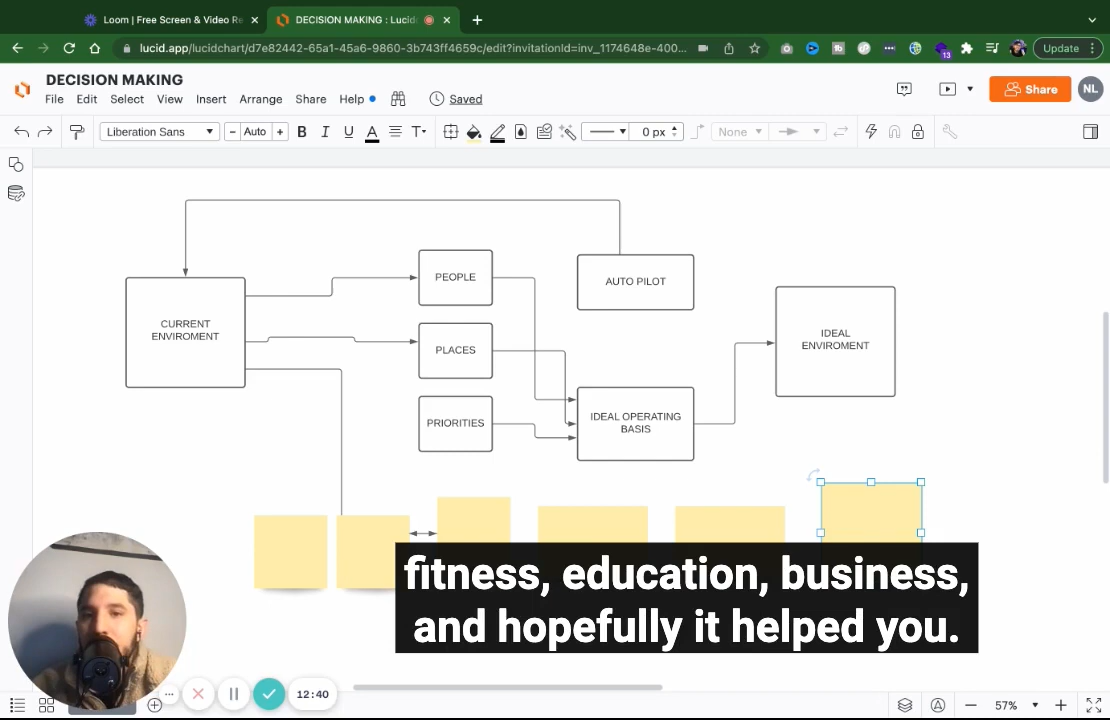 Loom | Free Screen & Video Re
DECISION MAKING : Lucid
lucid.app/lucidchart/d7e82442-65a1-45a6-9860-3b743ff4659c/edit?invitationId=inv_1174648e-400...
13
Update
DECISION MAKING
File Edit Select View Insert Arrange Share Help Saved
Share
NL
Liberation Sans
- Auto +
B I U A T
0 px
None
PEOPLE
AUTO PILOT
CURRENT
ENVIROMENT
IDEAL
ENVIROMENT
PLACES
PRIORITIES
IDEAL OPERATING
BASIS
fitness, education, business,
and hopefully it helped you.
12:40
57%